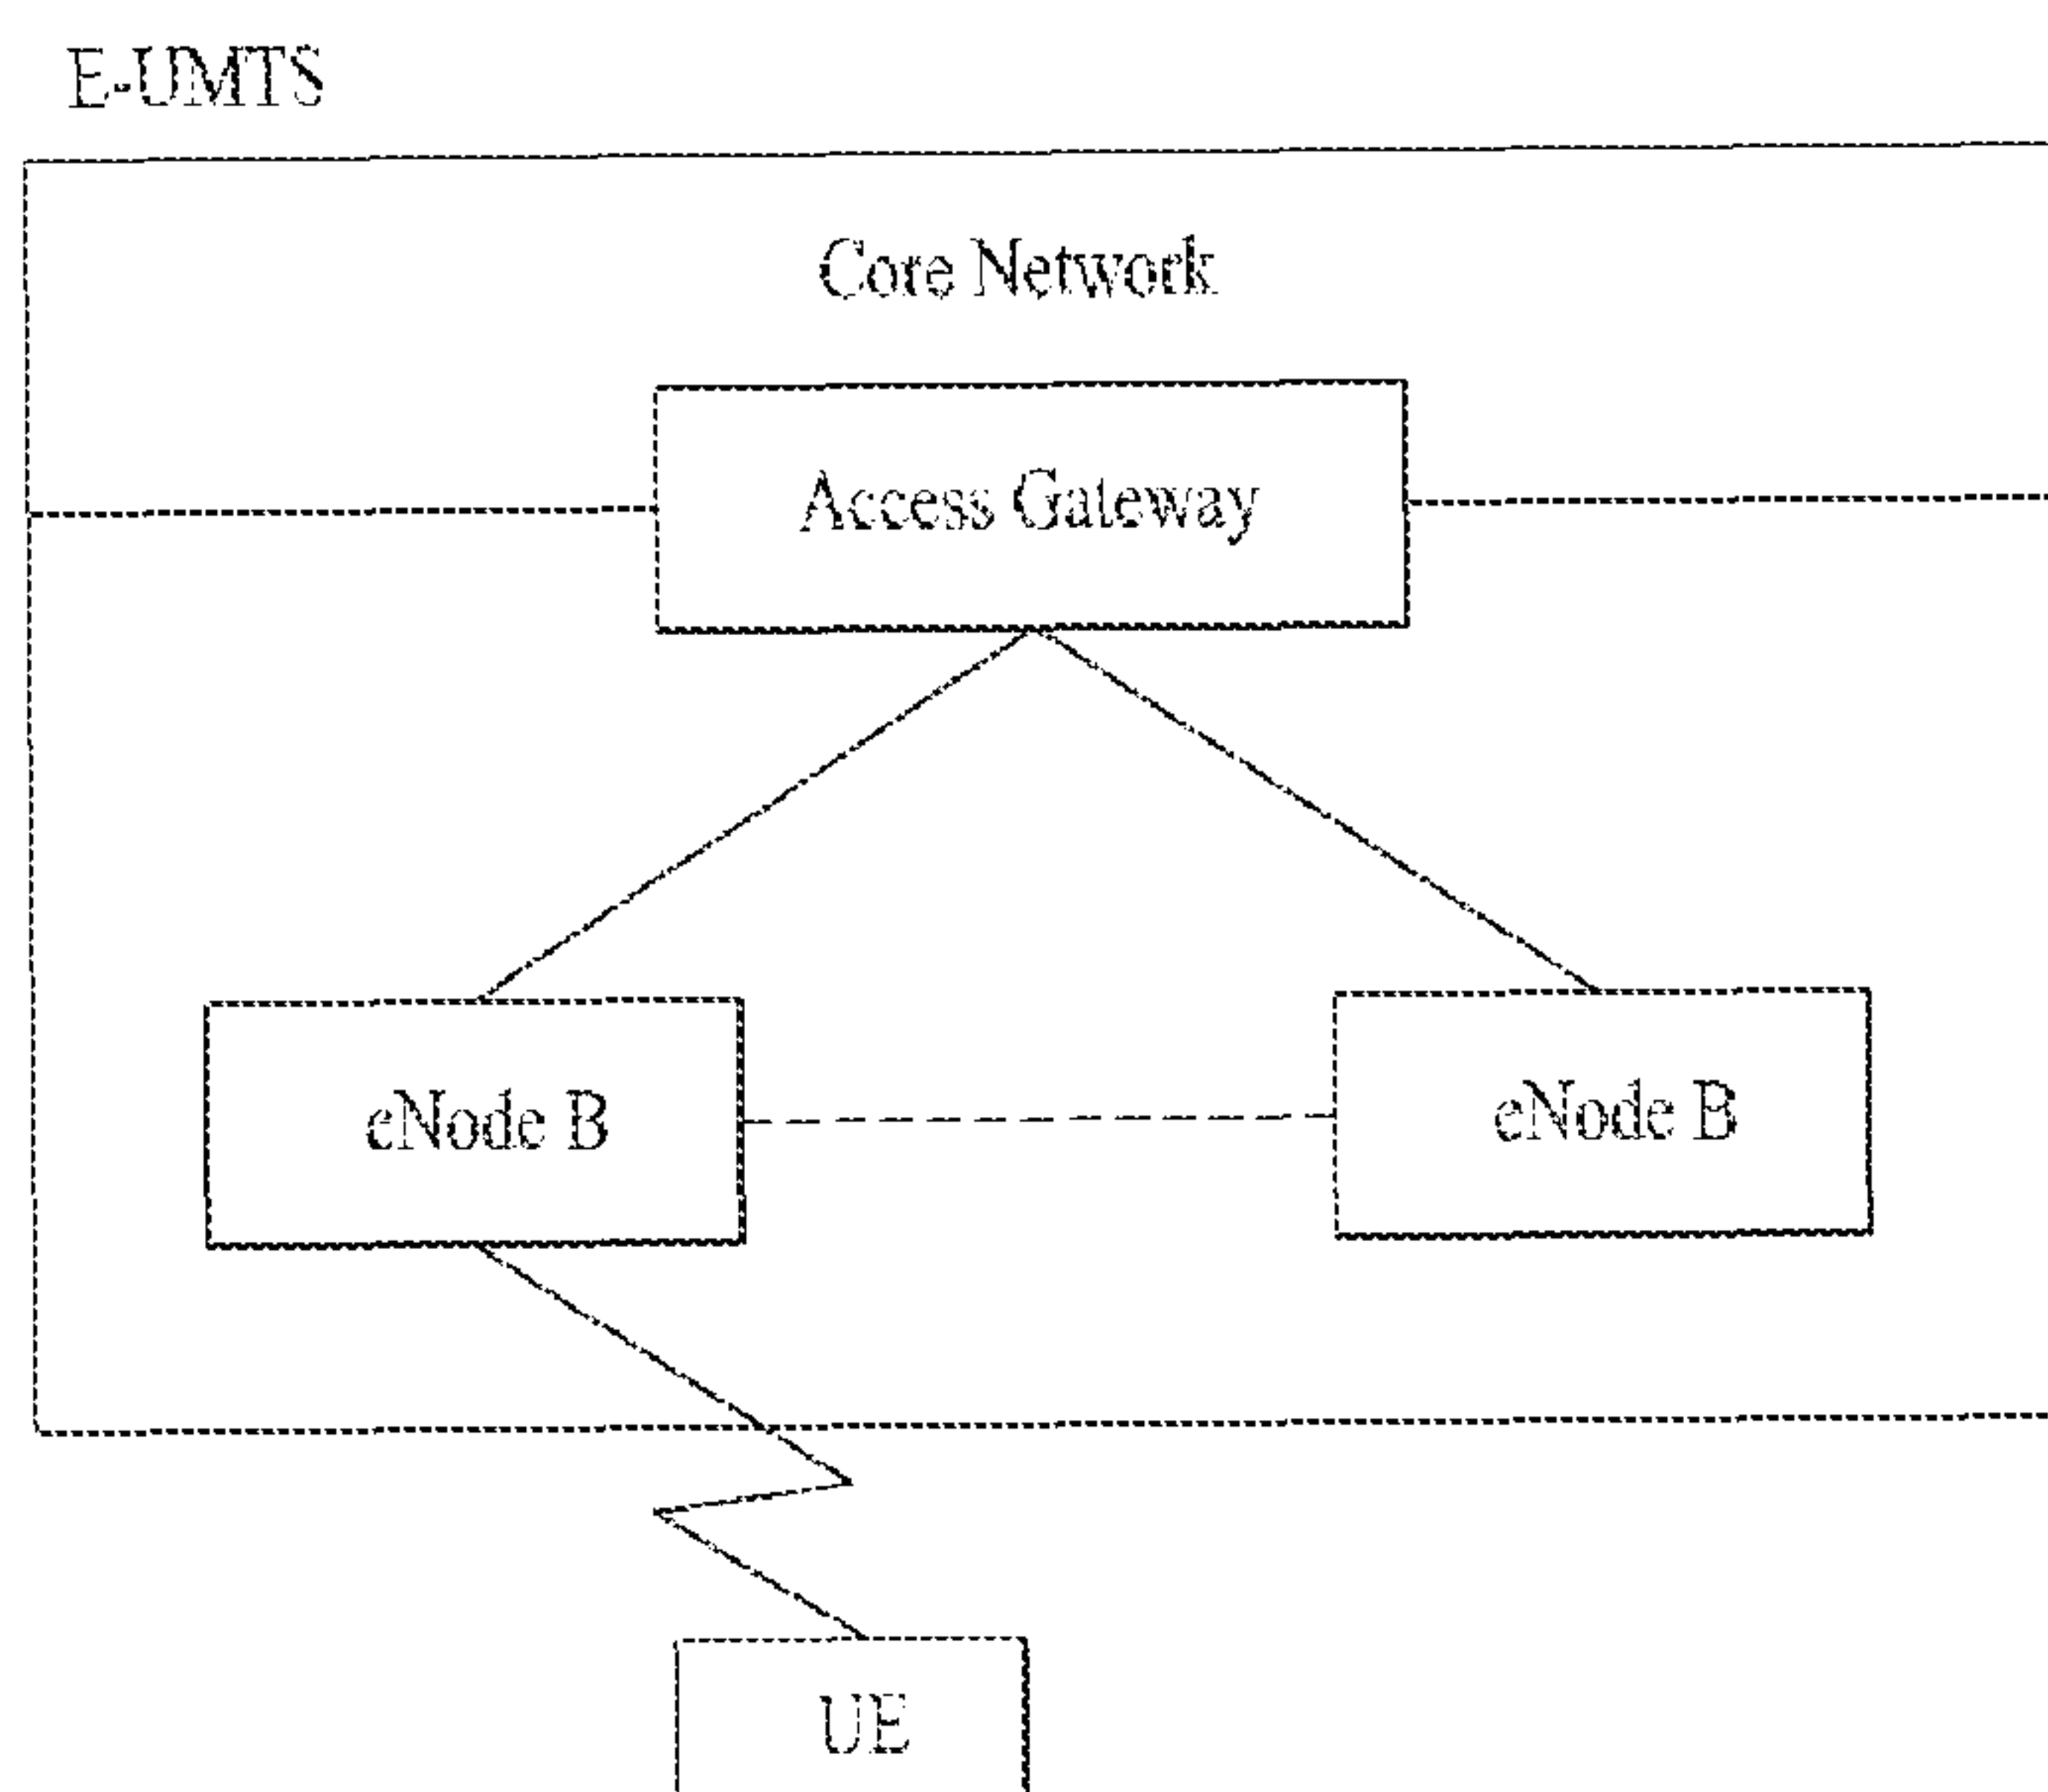 E-UMTS
Core Network
Access Gateway
eNode B
eNode B
UE